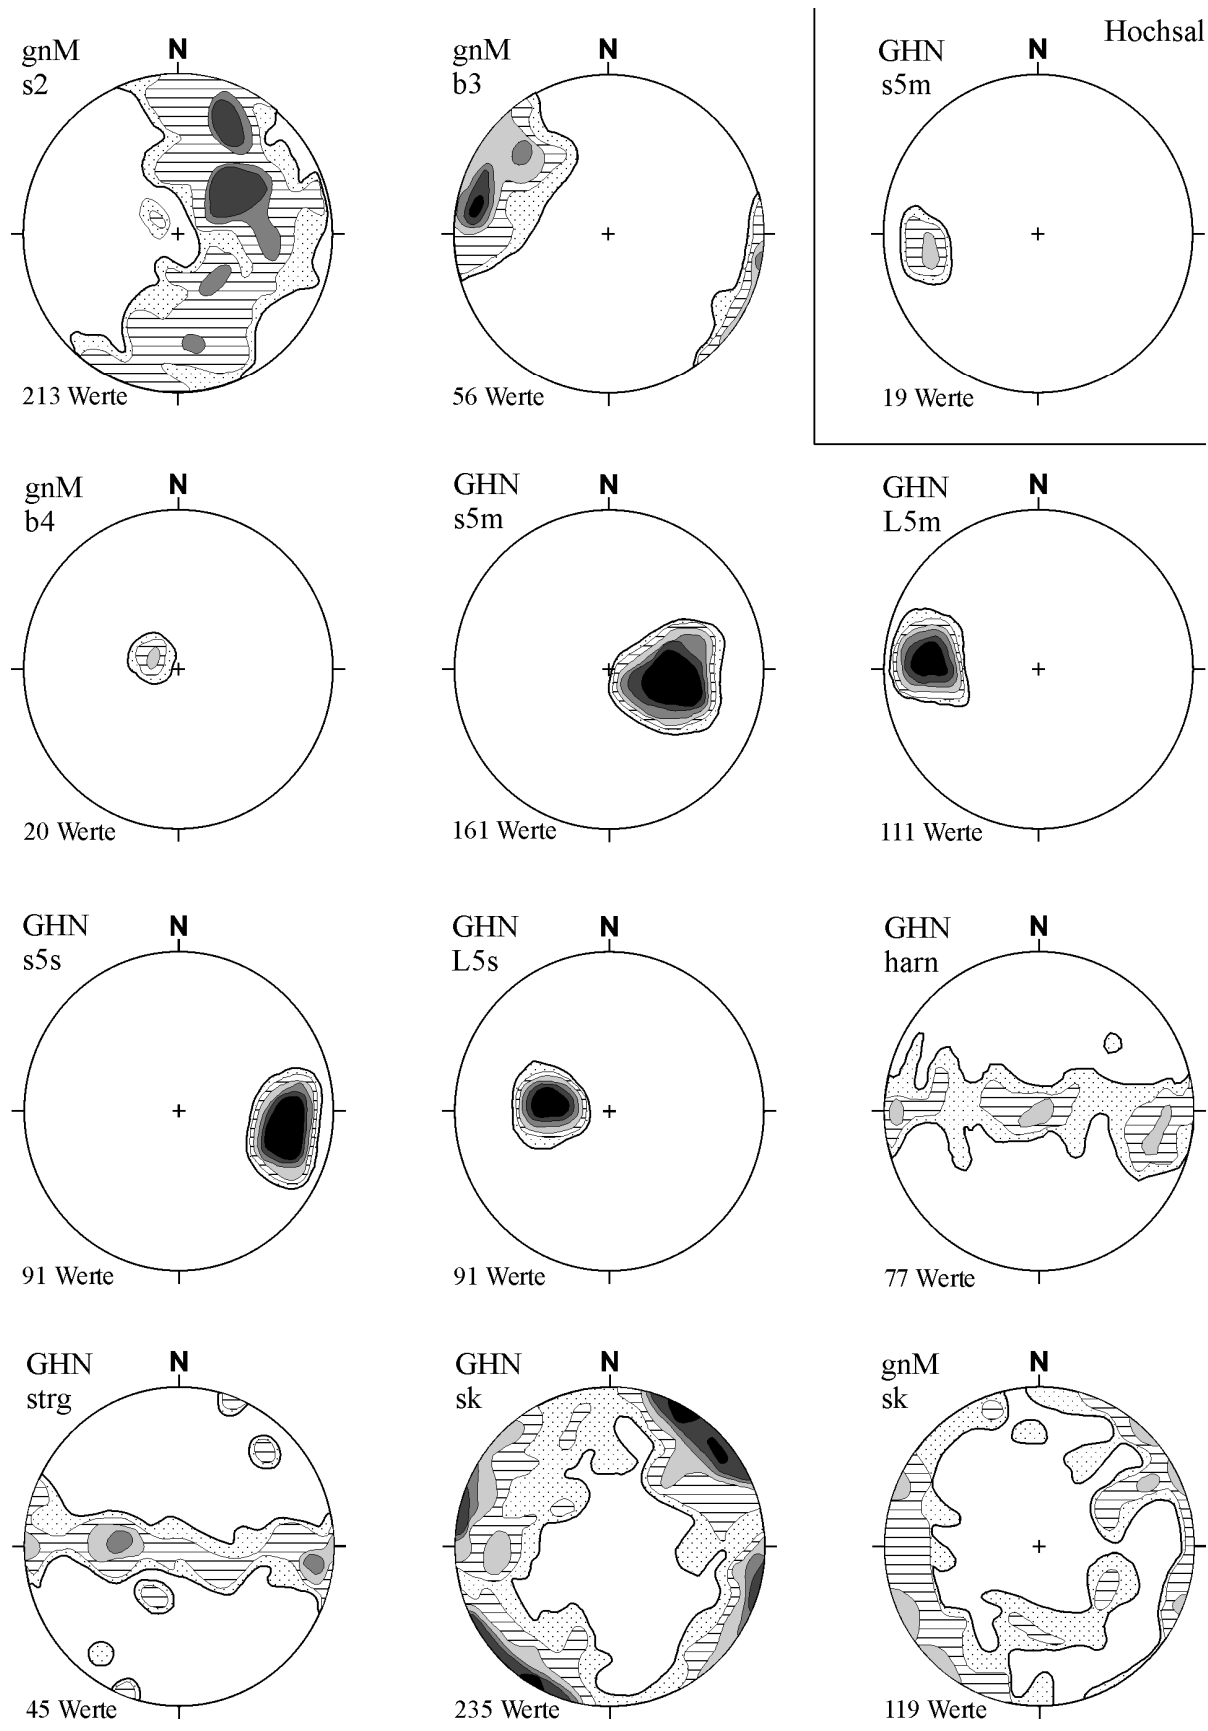 gnM
s2
N
213 Werte
gnM
b3
N
56 Werte
Hochsal
GHN
s5m
N
19 Werte
gnM
b4
N
20 Werte
GHN
s5m
N
161 Werte
GHN
L5m
N
111 Werte
GHN
s5s
N
91 Werte
GHN
L5s
N
91 Werte
GHN
harn
N
77 Werte
GHN
strg
N
45 Werte
GHN
sk
N
235 Werte
gnM
sk
N
119 Werte